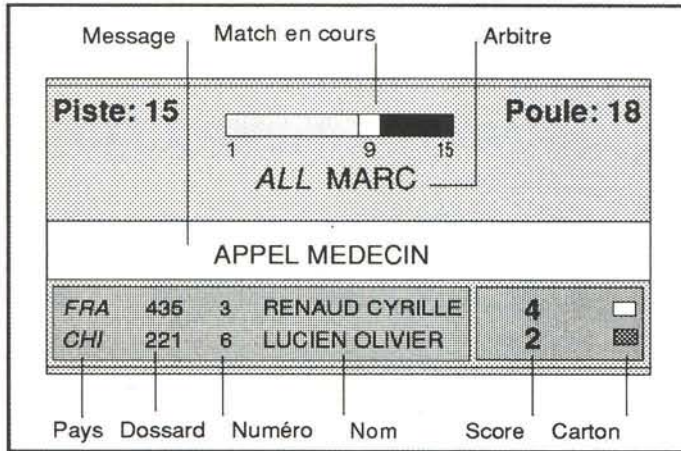 Message Match en cours Arbitre
Piste: 15 Poule: 18
1 9 15
ALL MARC
APPEL MEDECIN
FRA 435 3 RENAUD CYRILLE 4
CHI 221 6 LUCIEN OLIVIER 2
Pays Dossard Numéro Nom Score Carton